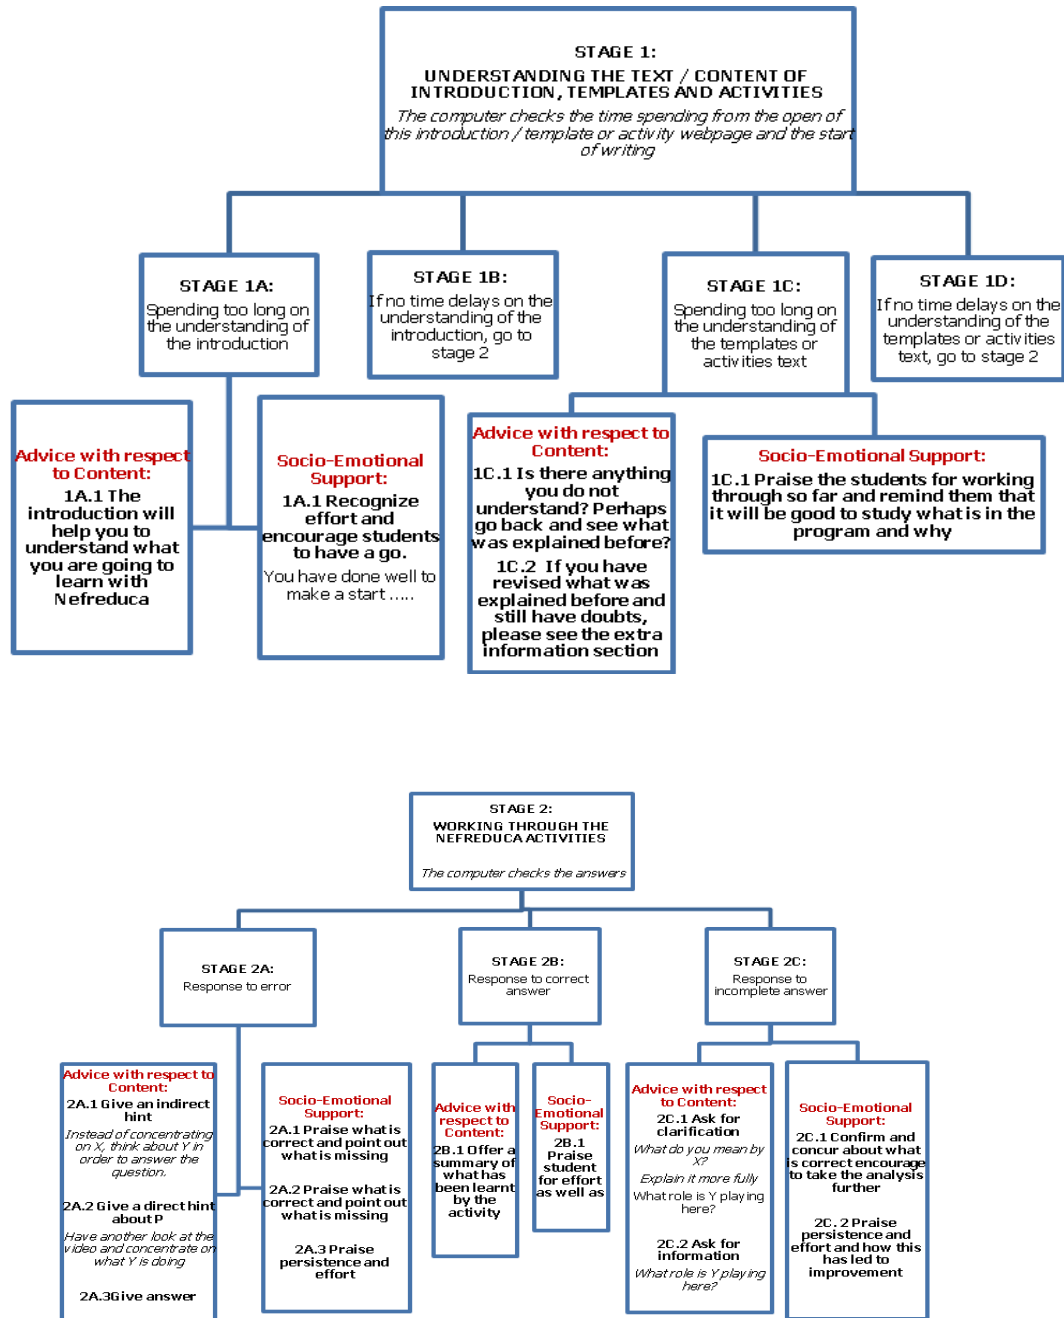 STAGE 1:
UNDERSTANDING THE TEXT / CONTENT OF
INTRODUCTION, TEMPLATES AND ACTIVITIES
The computer checks the time spending from the open of
this introduction / template or activity webpage and the start
of writing
STAGE 1A:
Spending too long on
the understanding of
the introduction
STAGE 1B:
If no time delays on the
understanding of the
introduction, go to
stage 2
STAGE 1C:
Spending too long on
the understanding of
the templates or
activities text
STAGE 1D:
If no time delays on the
understanding of the
templates or activities
text, go to stage 2
Advice with respect
to Content:
1A.1 The
introduction will
help you to
understand what
you are going to
learn with
Nefreduca
Socio-Emotional
Support:
1A.1 Recognize
effort and
encourage students
to have a go.
You have done well to
make a start .....
Advice with respect to
Content:
1C.1 Is there anything
you do not
understand? Perhaps
go back and see what
was explained before?
1C.2 If you have
revised what was
explained before and
still have doubts,
please see the extra
information section
Socio-Emotional Support:
1C.1 Praise the students for working
through so far and remind them that
it will be good to study what is in the
program and why
STAGE 2:
WORKING THROUGH THE
NEFREDUCA ACTIVITIES
The computer checks the answers
STAGE 2A:
Response to error
STAGE 2B:
Response to correct
answer
STAGE 2C:
Response to
incomplete answer
Advice with respect to
Content:
2A.1 Give an indirect
hint
Instead of concentrating
on X, think about Y in
order to answer the
question.
2A.2 Give a direct hint
about P
Have another look at the
video and concentrate on
what Y is doing
2A.3Give answer
Socio-Emotional
Support:
2A.1 Praise what is
correct and point out
what is missing
2A.2 Praise what is
correct and point out
what is missing
2A.3 Praise
persistence and
effort
Advice with
respect to
Content:
2B.1 Offer a
summary of
what has
been learnt
by the
activity
Socio-
Emotional
Support:
2B.1
Praise
student
for effort
as well as
Advice with respect
to Content:
2C.1 Ask for
clarification
What do you mean by
X?
Explain it more fully
What role is Y playing
here?
2C.2 Ask for
information
What role is Y playing
here?
Socio-Emotional
Support:
2C.1 Confirm and
concur about what
is correct encourage
to take the analysis
further
2C. 2 Praise
persistence and
effort and how this
has led to
improvement